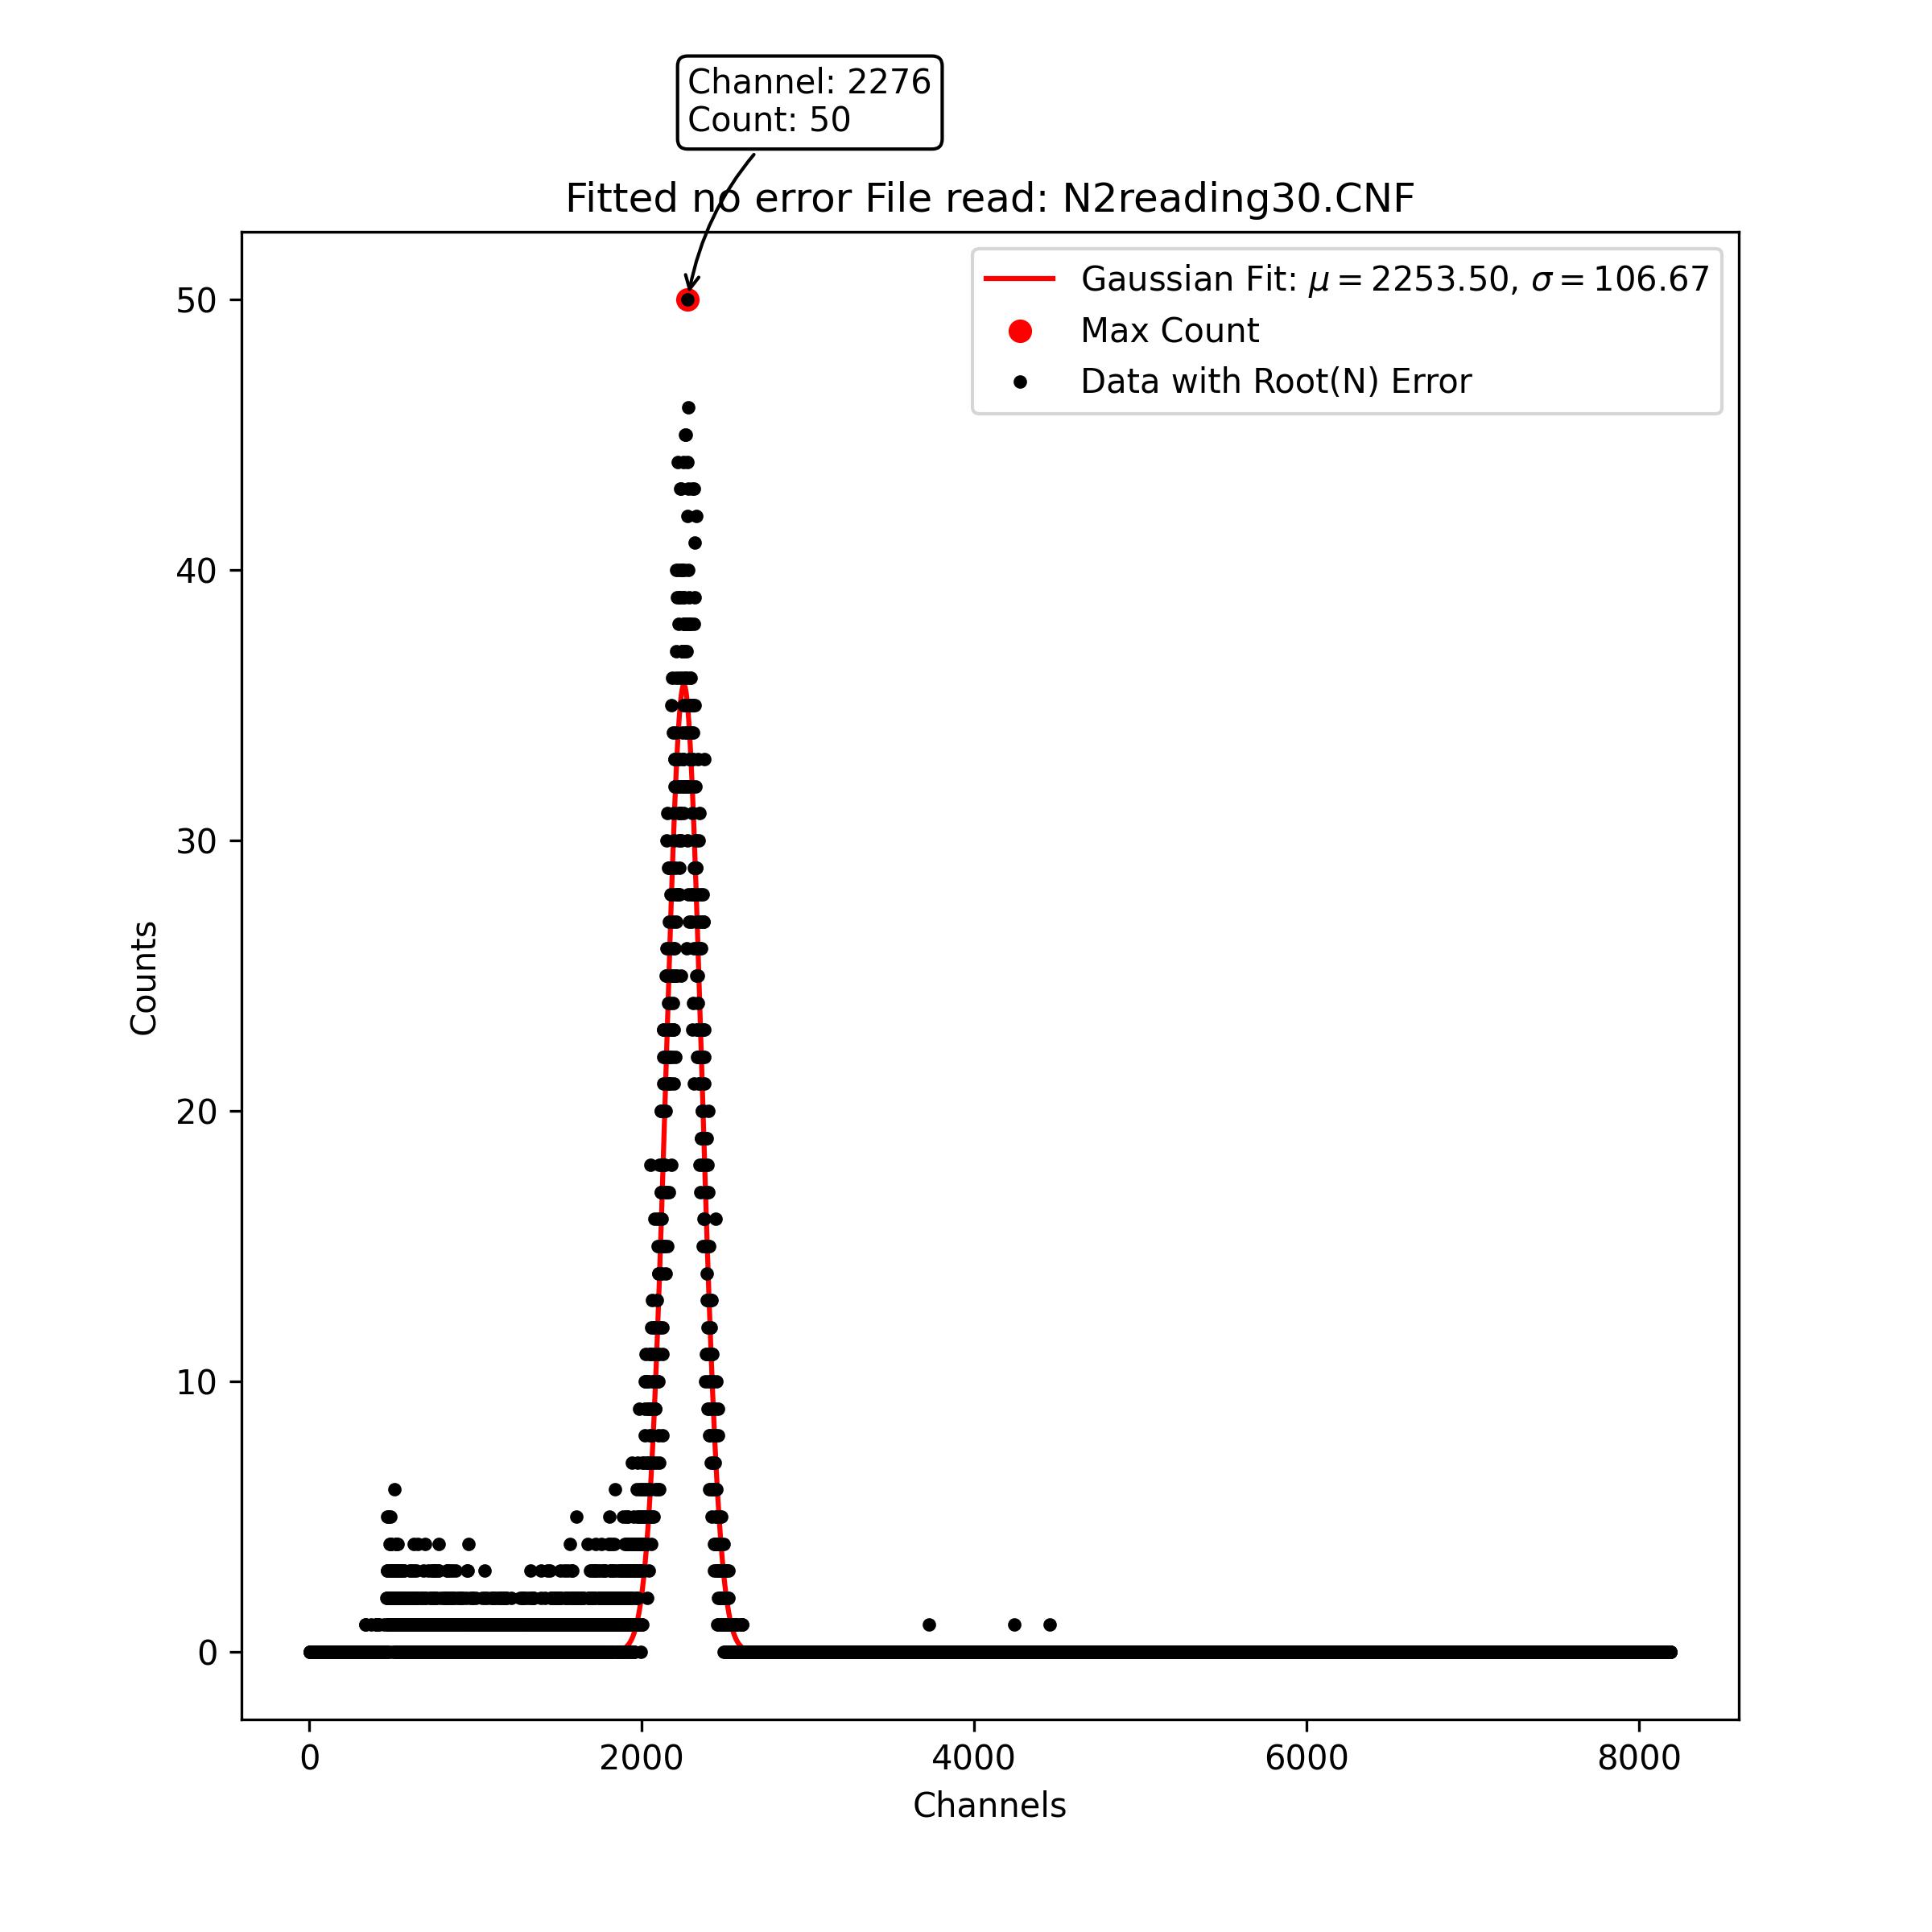 Channel: 2276
Count: 50
Fitted no error File read: N2reading30.CNF
Gaussian Fit: μ = 2253.50, σ = 106.67
Max Count
Data with Root(N) Error
50
40
30
20
10
0
Counts
0 2000 4000 6000 8000
Channels